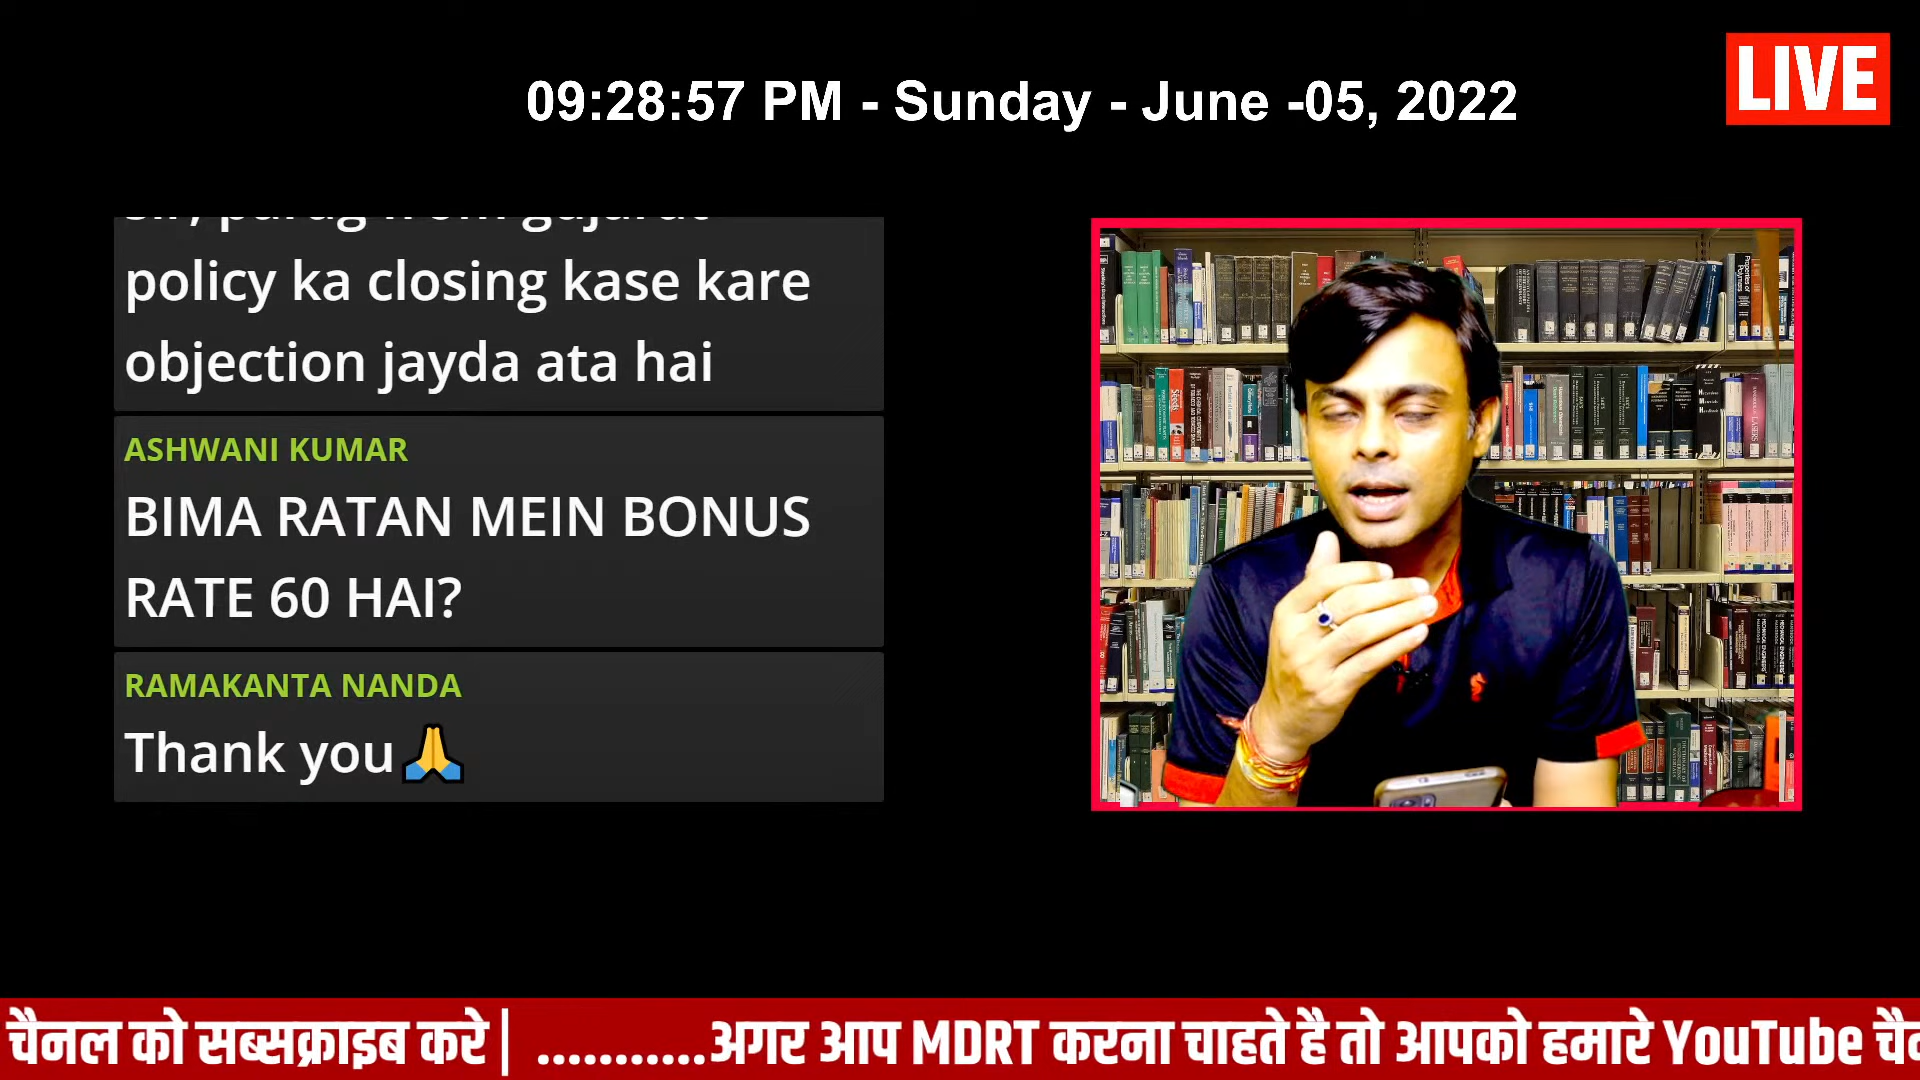 09:28:57 PM - Sunday - June -05, 2022
LIVE
policy ka closing kase kare
objection jayda ata hai
ASHWANI KUMAR
BIMA RATAN MEIN BONUS
RATE 60 HAI?
RAMAKANTA NANDA
Thank you🙏
चैनल को सब्सक्राइब करे | ...........अगर आप MDRT करना चाहते है तो आपको हमारे YouTube